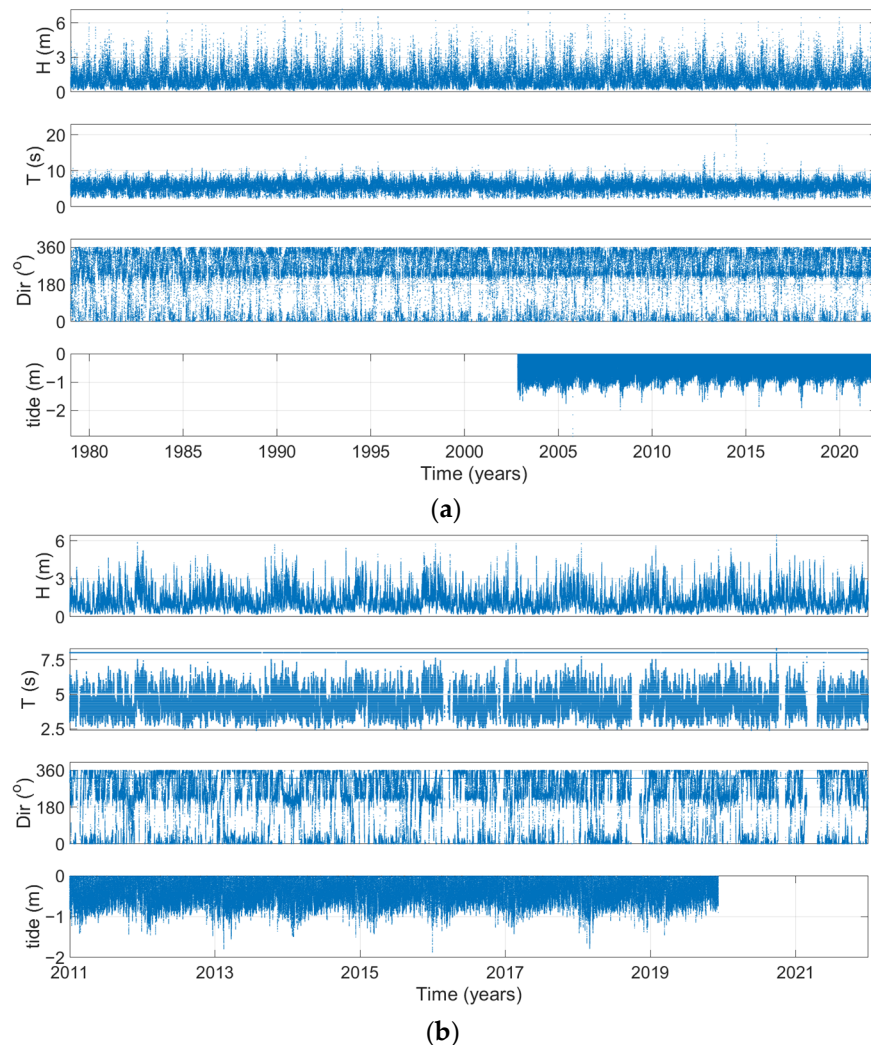 H (m)
6
3
0
T (s)
20
10
0
Dir (°)
360
180
0
tide (m)
0
−1
−2
1980 1985 1990 1995 2000 2005 2010 2015 2020
Time (years)
(a)
H (m)
6
3
0
T (s)
7.5
5
2.5
Dir (°)
360
180
0
tide (m)
0
−1
−2
2011 2013 2015 2017 2019 2021
Time (years)
(b)